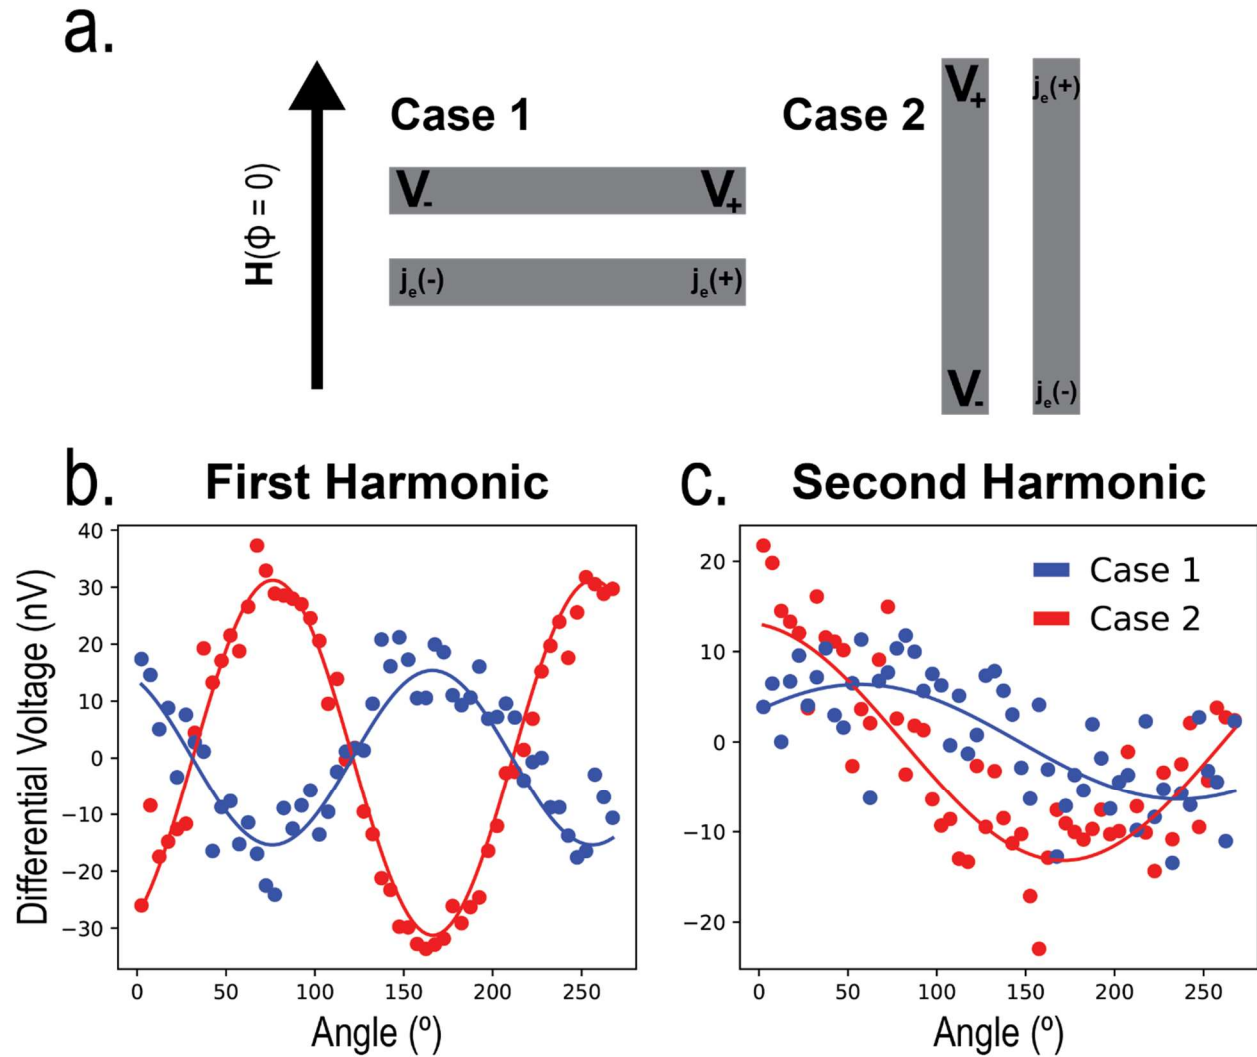 a.
H(ϕ = 0)
Case 1
V- V+
je(-) je(+)
Case 2
V+ je(+)
V- je(-)
b. First Harmonic
Differential Voltage (nV)
40
30
20
10
0
−10
−20
−30
0 50 100 150 200 250
Angle (º)
c. Second Harmonic
Case 1
Case 2
20
10
0
−10
−20
0 50 100 150 200 250
Angle (º)